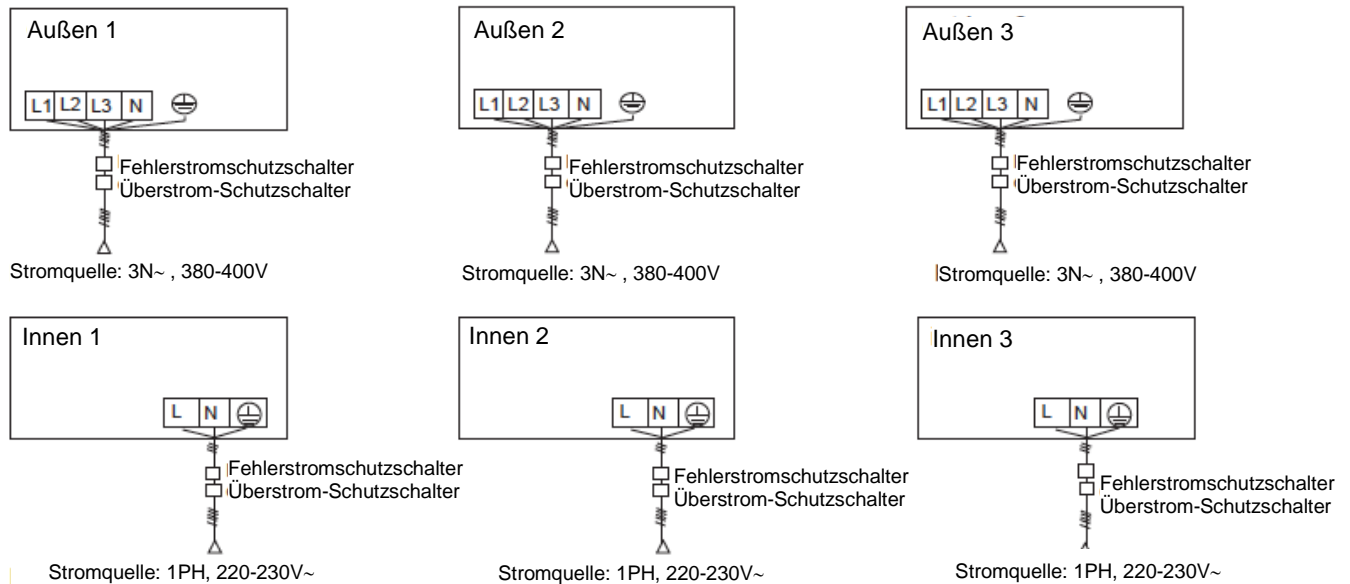 Außen 1
L1 L2 L3 N
Fehlerstromschutzschalter
Überstrom-Schutzschalter
Stromquelle: 3N~ , 380-400V
Außen 2
L1 L2 L3 N
Fehlerstromschutzschalter
Überstrom-Schutzschalter
Stromquelle: 3N~ , 380-400V
Außen 3
L1 L2 L3 N
Fehlerstromschutzschalter
Überstrom-Schutzschalter
Stromquelle: 3N~ , 380-400V
Innen 1
L N
Fehlerstromschutzschalter
Überstrom-Schutzschalter
Stromquelle: 1PH, 220-230V~
Innen 2
L N
Fehlerstromschutzschalter
Überstrom-Schutzschalter
Stromquelle: 1PH, 220-230V~
Innen 3
L N
Fehlerstromschutzschalter
Überstrom-Schutzschalter
Stromquelle: 1PH, 220-230V~